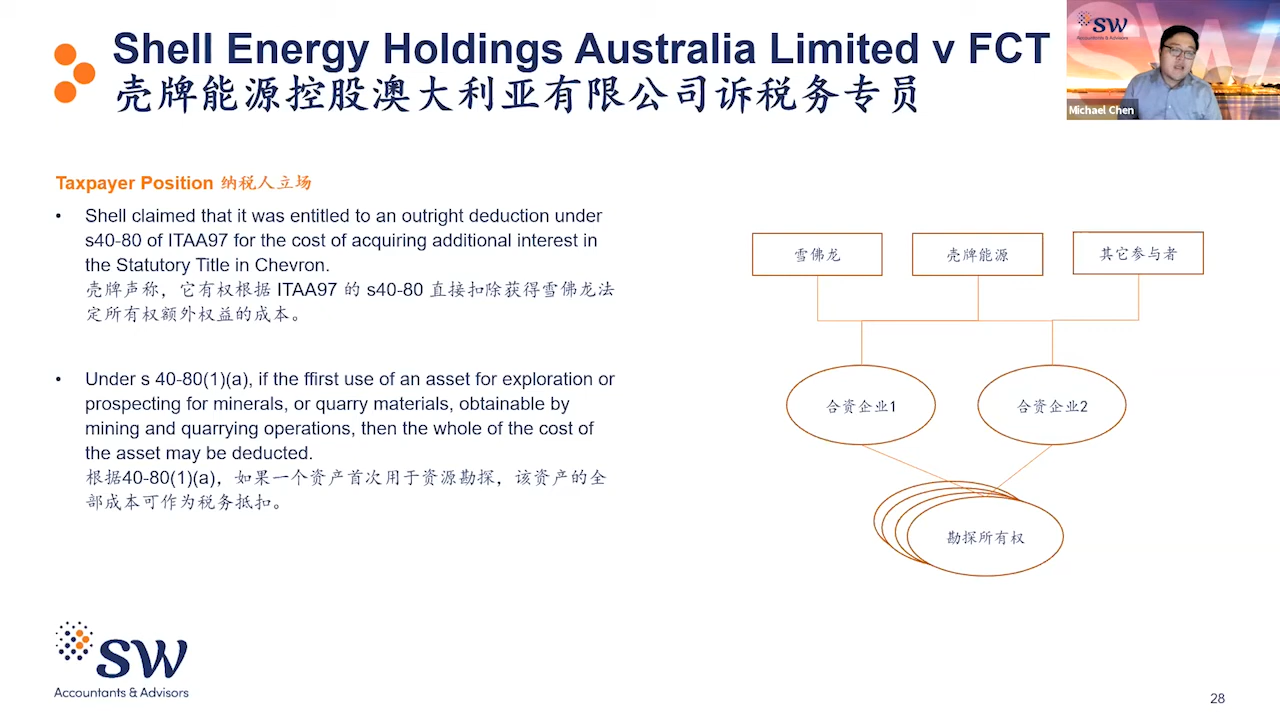 Shell Energy Holdings Australia Limited v FCT
壳牌能源控股澳大利亚有限公司诉税务专员
SW
Accountants & Advisors
Michael Chen
Taxpayer Position 纳税人立场
• Shell claimed that it was entitled to an outright deduction under
s40-80 of ITAA97 for the cost of acquiring additional interest in
the Statutory Title in Chevron.
壳牌声称，它有权根据 ITAA97 的 s40-80 直接扣除获得雪佛龙法
定所有权额外权益的成本。
• Under s 40-80(1)(a), if the ffirst use of an asset for exploration or
prospecting for minerals, or quarry materials, obtainable by
mining and quarrying operations, then the whole of the cost of
the asset may be deducted.
根据40-80(1)(a)，如果一个资产首次用于资源勘探，该资产的全
部成本可作为税务抵扣。
雪佛龙
壳牌能源
其它参与者
合资企业1
合资企业2
勘探所有权
SW
Accountants & Advisors
28